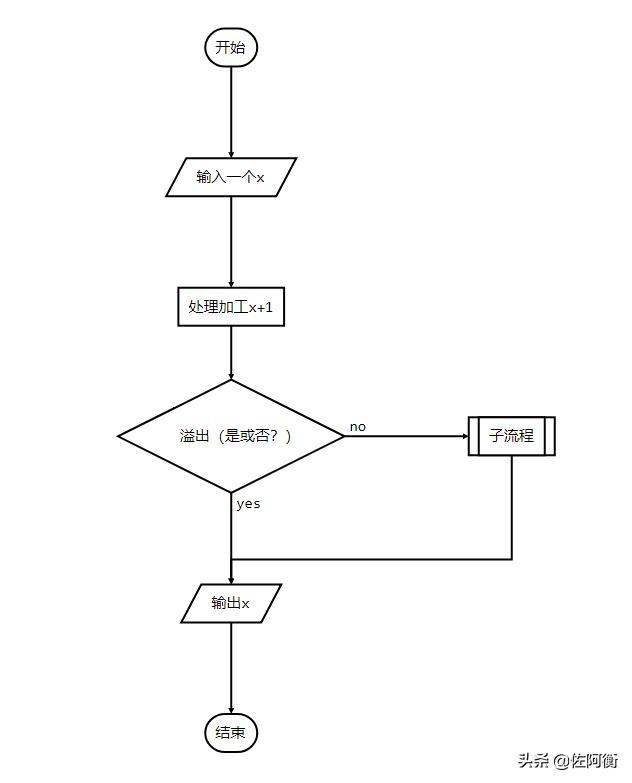 开始
输入一个x
处理加工x+1
溢出（是或否？）
no
子流程
yes
输出x
结束
头条 @佐阿衡